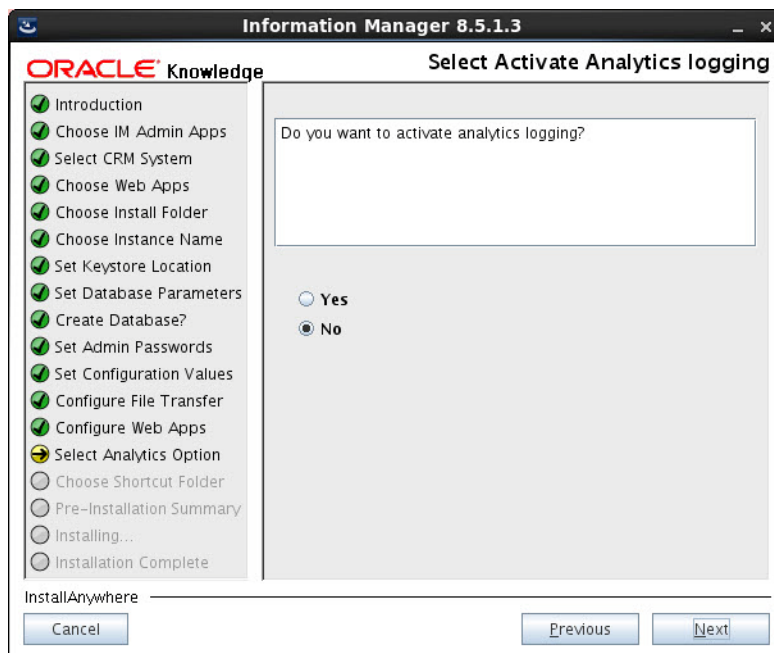 Information Manager 8.5.1.3
ORACLE Knowledge
Select Activate Analytics logging
Introduction
Choose IM Admin Apps
Select CRM System
Choose Web Apps
Choose Install Folder
Choose Instance Name
Set Keystore Location
Set Database Parameters
Create Database?
Set Admin Passwords
Set Configuration Values
Configure File Transfer
Configure Web Apps
Select Analytics Option
Choose Shortcut Folder
Pre-Installation Summary
Installing...
Installation Complete
Do you want to activate analytics logging?
Yes
No
InstallAnywhere
Cancel
Previous
Next